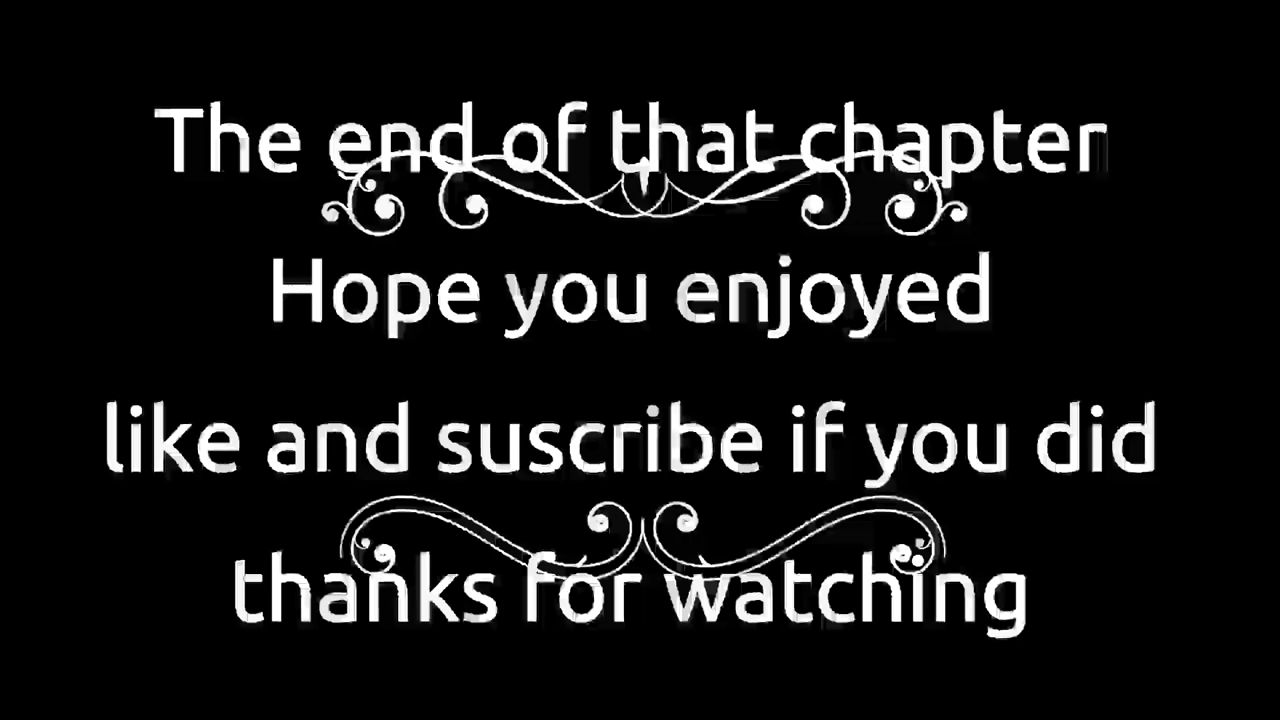 The end of that chapter
Hope you enjoyed
like and suscribe if you did
thanks for watching